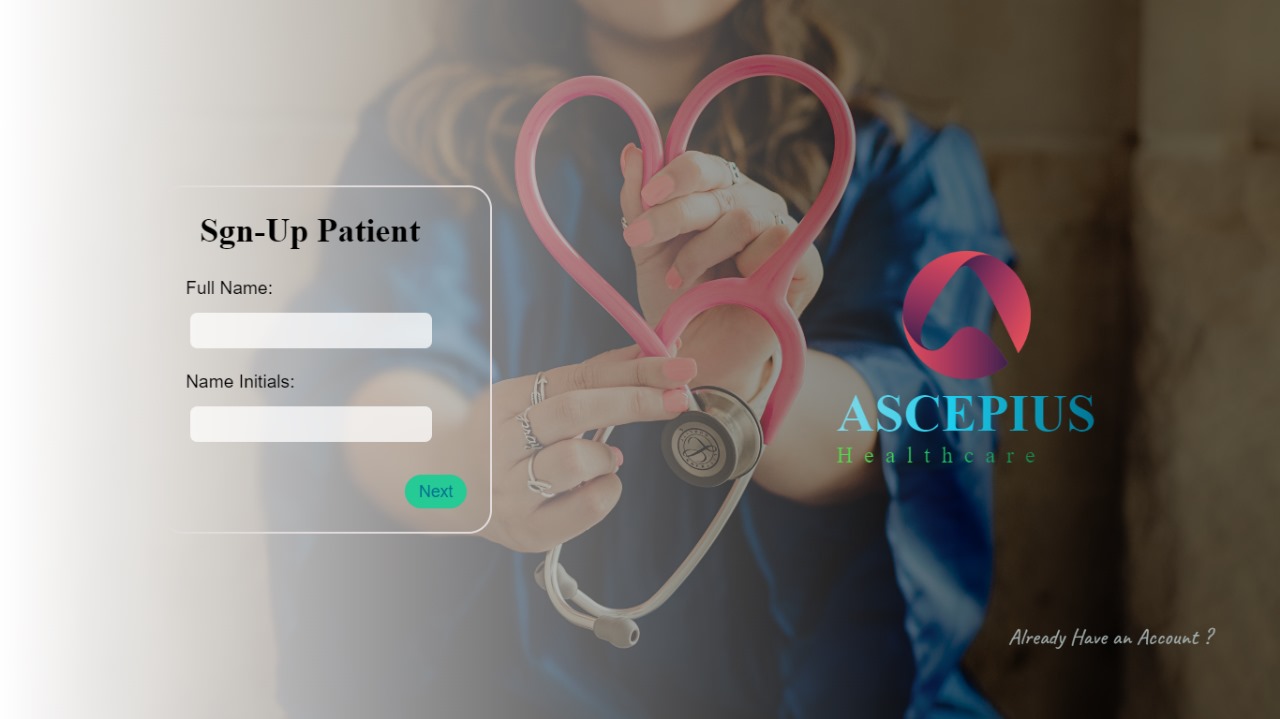 Sgn-Up Patient
Full Name:
Name Initials:
Next
ASCEPIUS
Healthcare
Already Have an Account ?